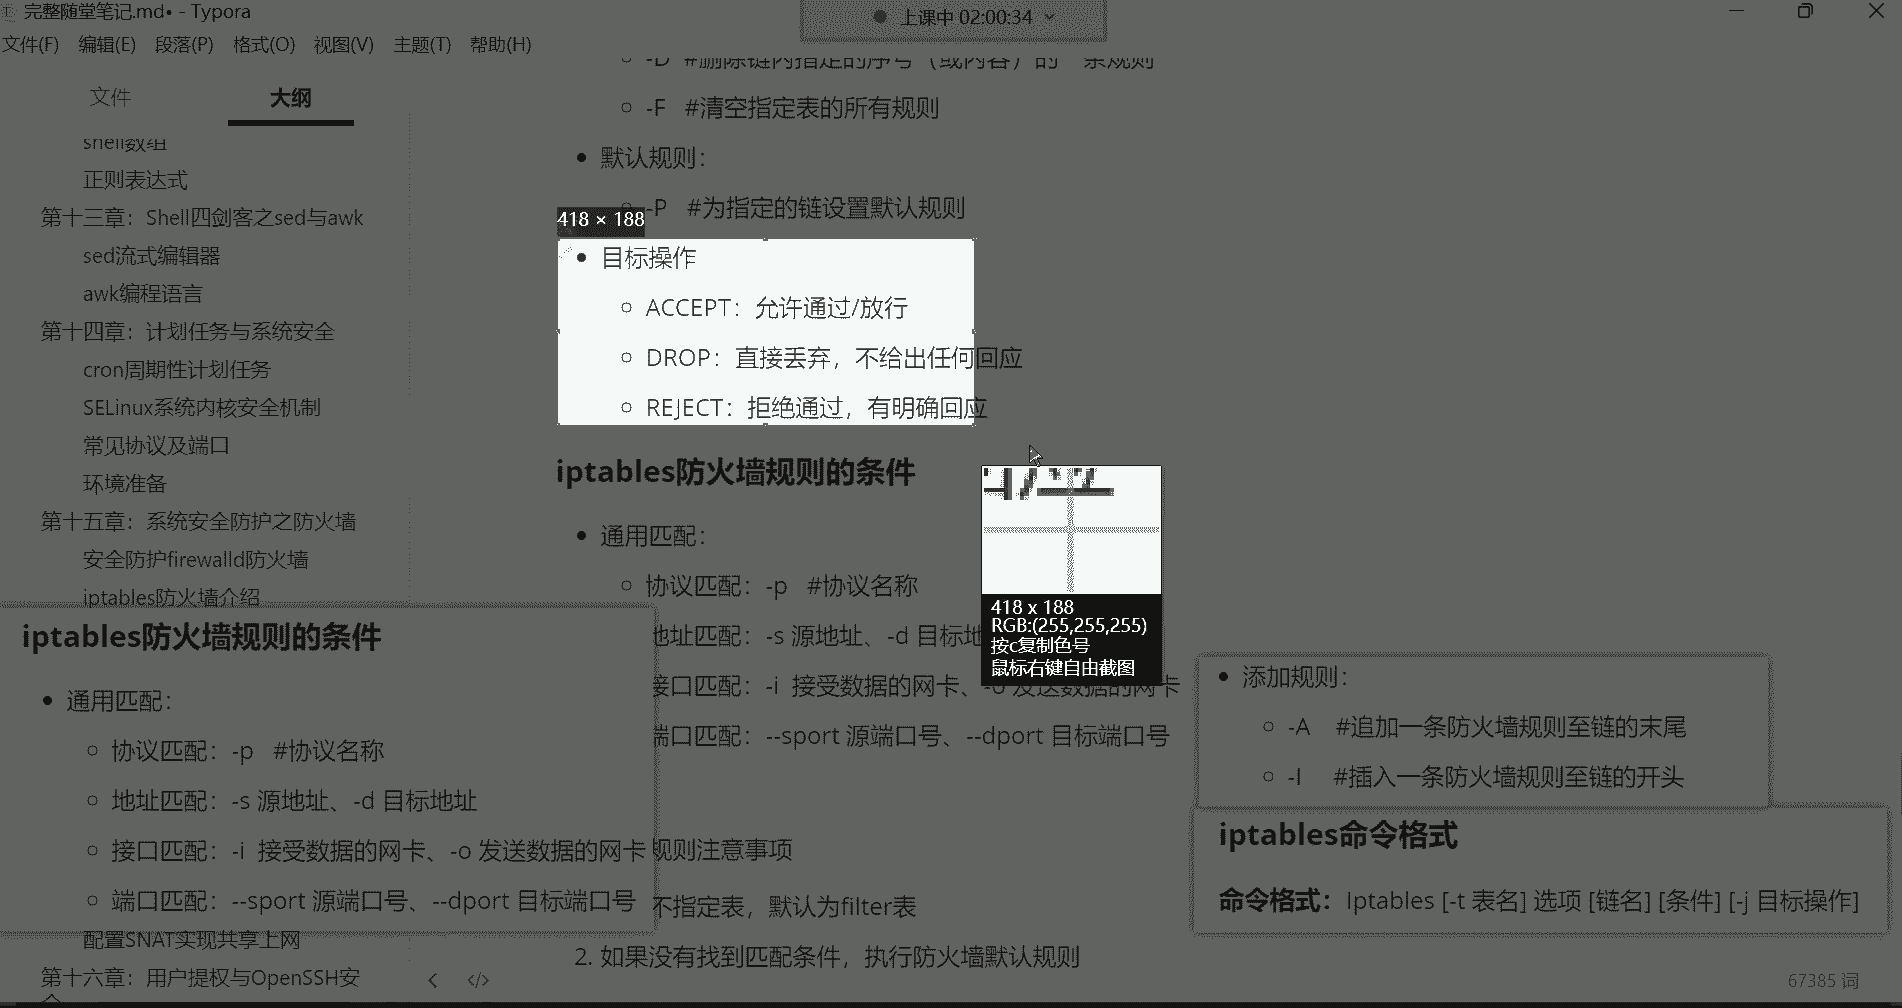 完整随堂笔记.md• - Typora
上课中 02:00:34
文件(F) 编辑(E) 段落(P) 格式(O) 视图(V) 主题(T) 帮助(H)
文件 大纲
shell数组
正则表达式
第十三章：Shell四剑客之sed与awk
sed流式编辑器
awk编程语言
第十四章：计划任务与系统安全
cron周期性计划任务
SELinux系统内核安全机制
常见协议及端口
环境准备
第十五章：系统安全防护之防火墙
安全防护firewalld防火墙
iptables防火墙介绍
配置SNAT实现共享上网
第十六章：用户提权与OpenSSH安
-D #删除链内指定的序号（或内容）的一条规则
-F #清空指定表的所有规则
• 默认规则：
-P #为指定的链设置默认规则
418 × 188
• 目标操作
ACCEPT：允许通过/放行
DROP：直接丢弃，不给出任何回应
REJECT：拒绝通过，有明确回应
iptables防火墙规则的条件
• 通用匹配：
协议匹配：-p #协议名称
地址匹配：-s 源地址、-d 目标地
接口匹配：-i 接受数据的网卡、-o 发送数据的网卡
端口匹配：--sport 源端口号、--dport 目标端口号
规则注意事项
不指定表，默认为filter表
2. 如果没有找到匹配条件，执行防火墙默认规则
418 x 188
RGB:(255,255,255)
按c复制色号
鼠标右键自由截图
iptables防火墙规则的条件
• 通用匹配：
协议匹配：-p #协议名称
地址匹配：-s 源地址、-d 目标地址
接口匹配：-i 接受数据的网卡、-o 发送数据的网卡
端口匹配：--sport 源端口号、--dport 目标端口号
• 添加规则：
-A #追加一条防火墙规则至链的末尾
-I #插入一条防火墙规则至链的开头
iptables命令格式
命令格式：Iptables [-t 表名] 选项 [链名] [条件] [-j 目标操作]
67385 词